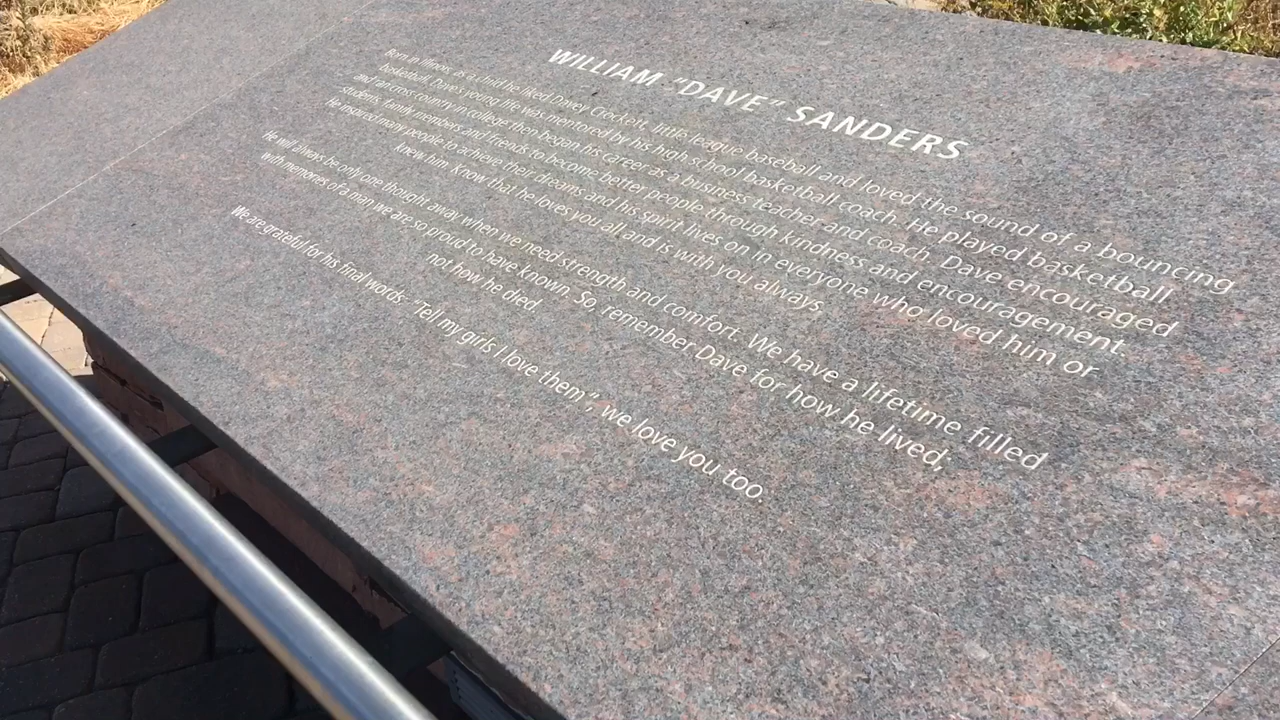 WILLIAM "DAVE" SANDERS
Born in Illinois, as a child he liked Davey Crockett, little league baseball and loved the sound of a bouncing
basketball. Dave's young life was mentored by his high school basketball coach. He played basketball
and ran cross country in college then began his career as a business teacher and coach. Dave encouraged
students, family members and friends to become better people through kindness and encouragement.
He inspired many people to achieve their dreams and his spirit lives on in everyone who loved him or
knew him. Know that he loves you all and is with you always.
He will always be only one thought away, when we need strength and comfort. We have a lifetime filled
with memories of a man we are so proud to have known. So, remember Dave for how he lived,
not how he died.
We are grateful for his final words: "Tell my girls I love them", we love you too.